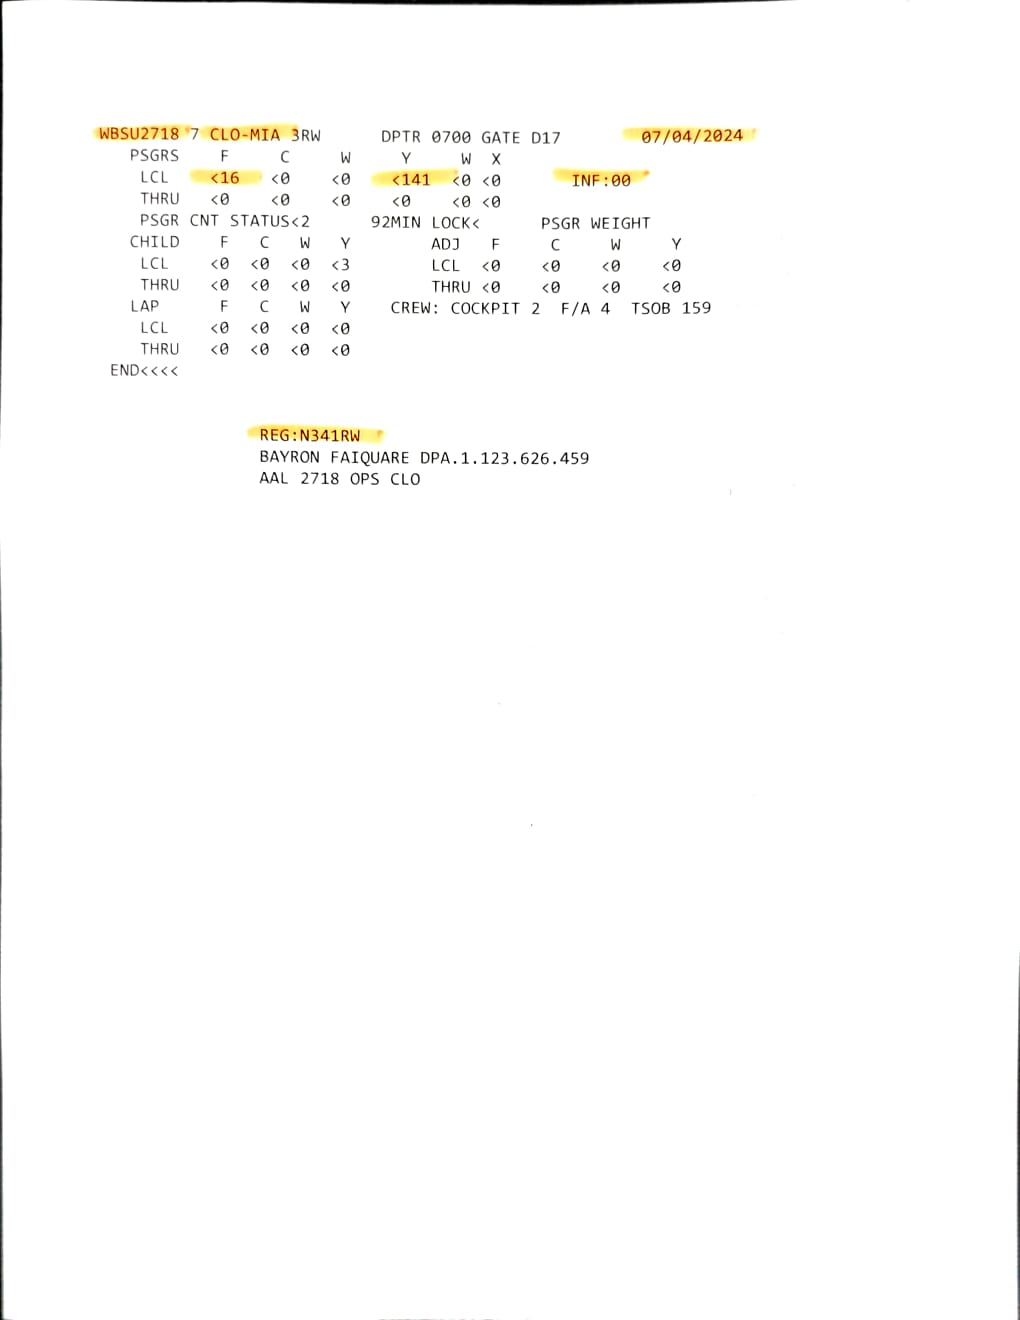 WBSU2718 7 CLO-MIA 3RW DPTR 0700 GATE D17 07/04/2024
PSGRS F C W Y W X
LCL <16 <0 <0 <141 <0 <0 INF:00
THRU <0 <0 <0 <0 <0 <0
PSGR CNT STATUS<2 92MIN LOCK< PSGR WEIGHT
CHILD F C W Y ADJ F C W Y
LCL <0 <0 <0 <3 LCL <0 <0 <0 <0
THRU <0 <0 <0 <0 THRU <0 <0 <0 <0
LAP F C W Y CREW: COCKPIT 2 F/A 4 TSOB 159
LCL <0 <0 <0 <0
THRU <0 <0 <0 <0
END<<<<
REG:N341RW
BAYRON FAIQUARE DPA.1.123.626.459
AAL 2718 OPS CLO